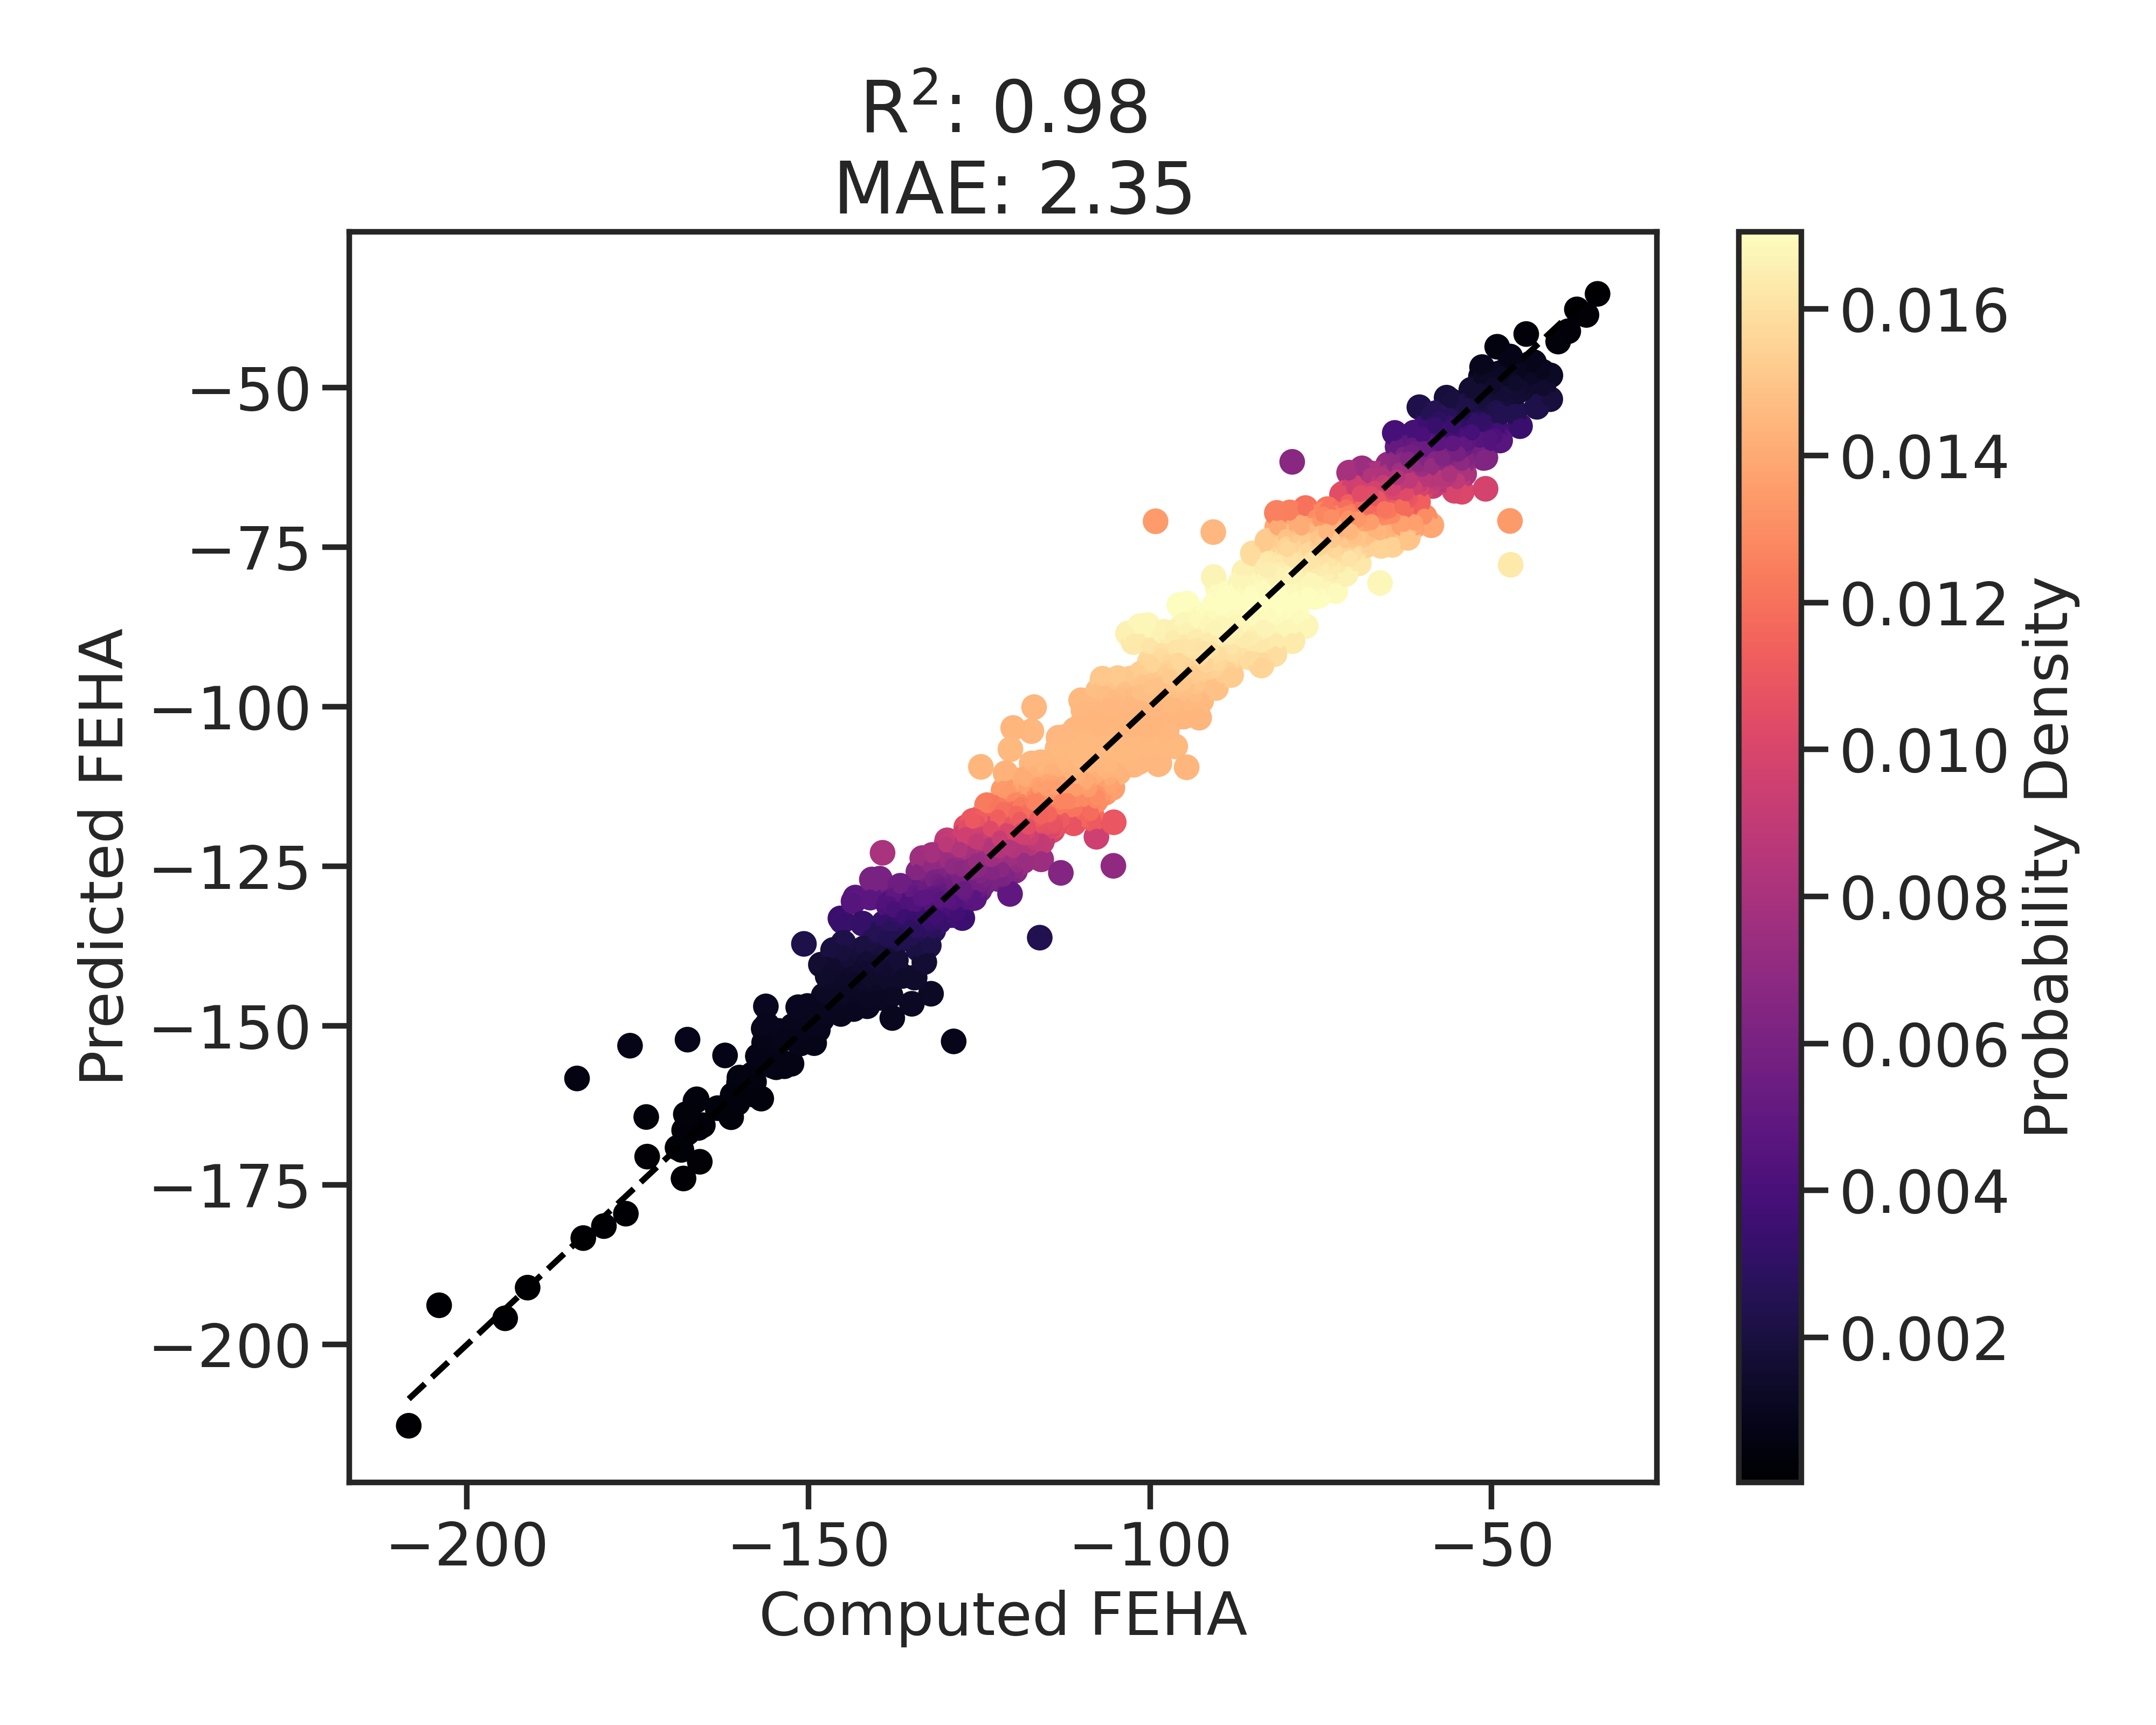 R²: 0.98
MAE: 2.35
Predicted FEHA
−50
−75
−100
−125
−150
−175
−200
−200 −150 −100 −50
Computed FEHA
0.016
0.014
0.012
0.010
0.008
0.006
0.004
0.002
Probability Density